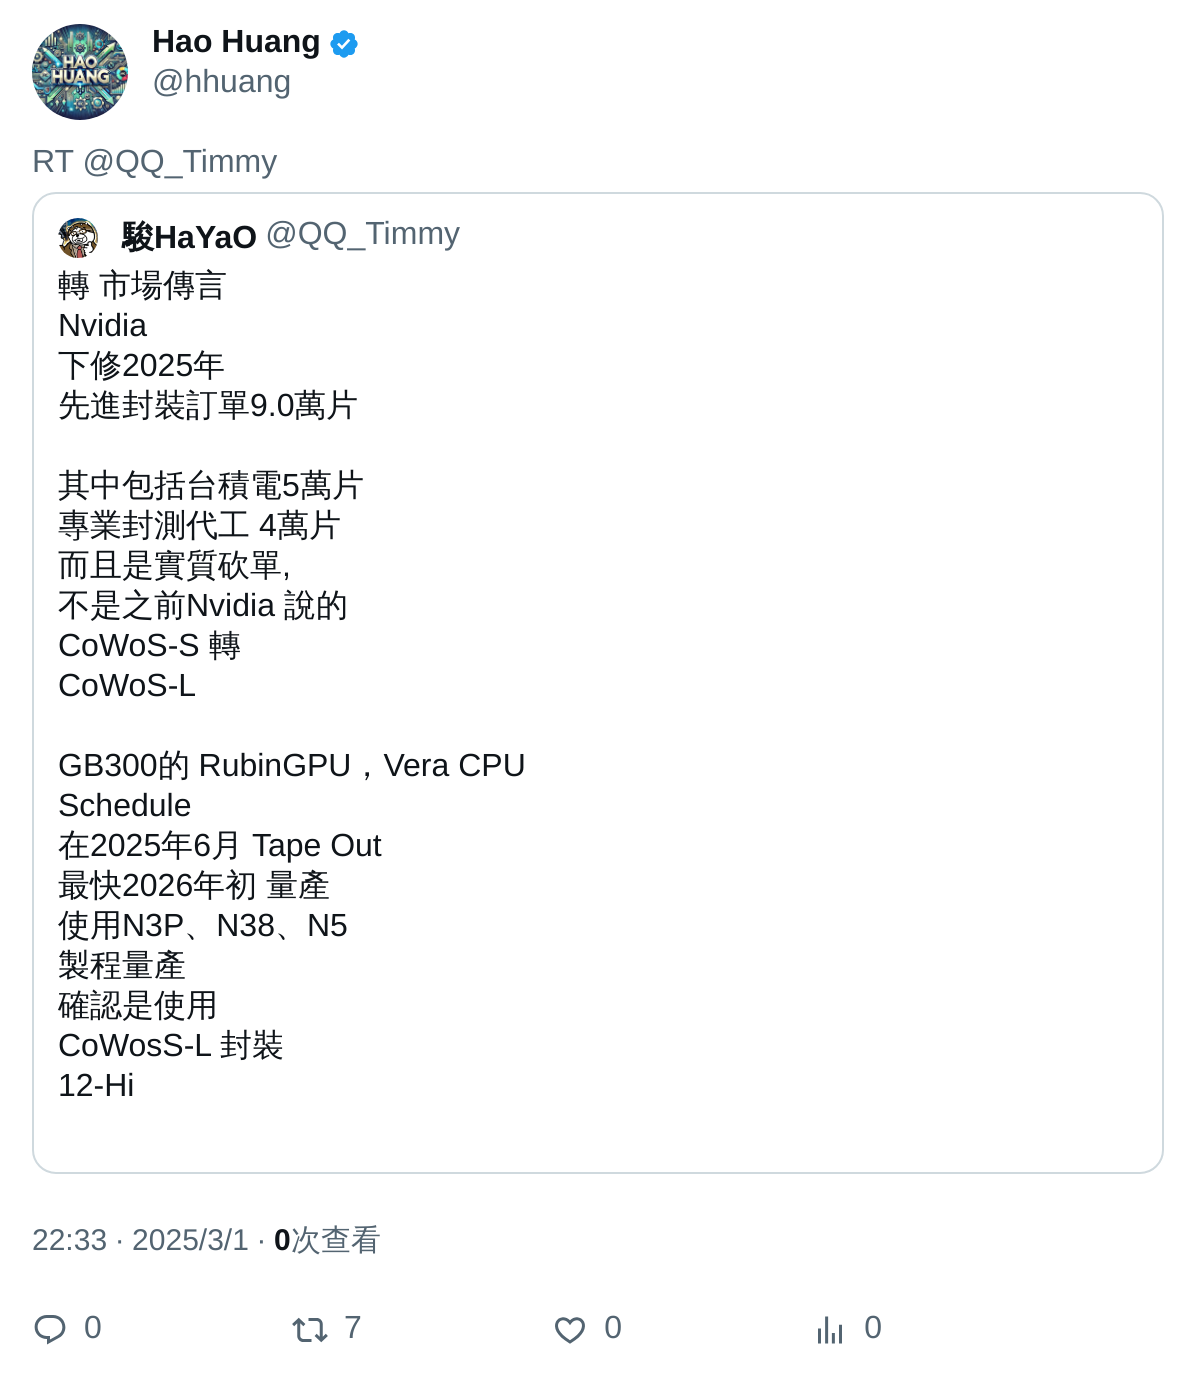 HAO
HUANG
Hao Huang
@hhuang
RT @QQ_Timmy
駿HaYaO @QQ_Timmy
轉 市場傳言
Nvidia
下修2025年
先進封裝訂單9.0萬片
其中包括台積電5萬片
專業封測代工 4萬片
而且是實質砍單,
不是之前Nvidia 說的
CoWoS-S 轉
CoWoS-L
GB300的 RubinGPU，Vera CPU
Schedule
在2025年6月 Tape Out
最快2026年初 量產
使用N3P、N38、N5
製程量產
確認是使用
CoWosS-L 封裝
12-Hi
22:33 · 2025/3/1 · 0次查看
0 7 0 0